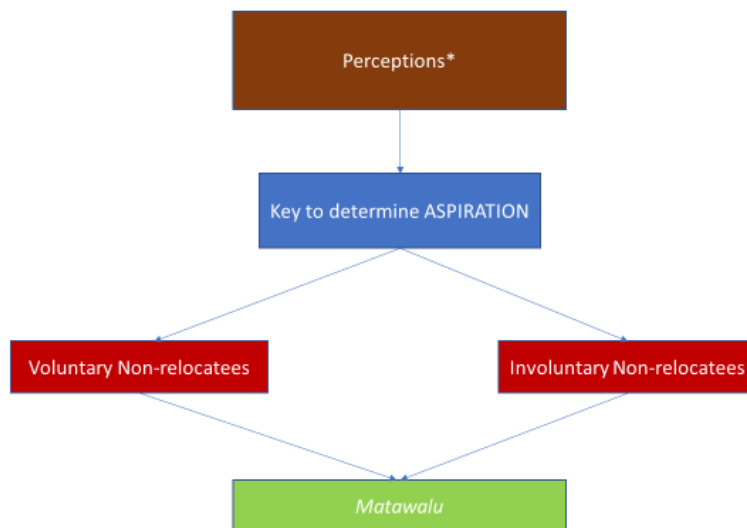 Perceptions*
Key to determine ASPIRATION
Voluntary Non-relocatees
Involuntary Non-relocatees
Matawalu